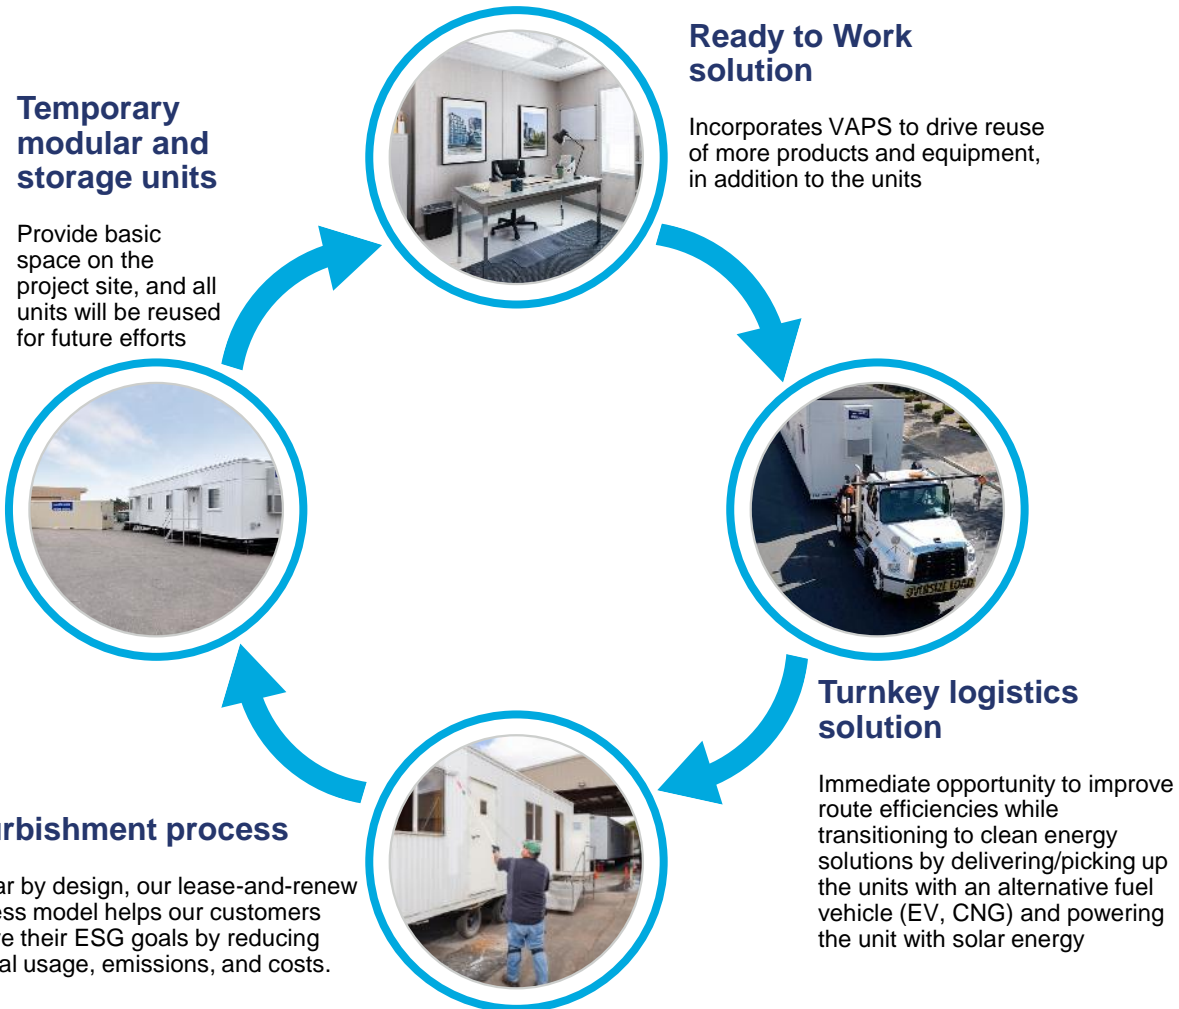 Ready to Work
solution
Incorporates VAPS to drive reuse
of more products and equipment,
in addition to the units
Temporary
modular and
storage units
Provide basic
space on the
project site, and all
units will be reused
for future efforts
OVERSIZE LOAD
Turnkey logistics
solution
Immediate opportunity to improve
route efficiencies while
transitioning to clean energy
solutions by delivering/picking up
the units with an alternative fuel
vehicle (EV, CNG) and powering
the unit with solar energy
urbishment process
ar by design, our lease-and-renew
ess model helps our customers
ve their ESG goals by reducing
al usage, emissions, and costs.